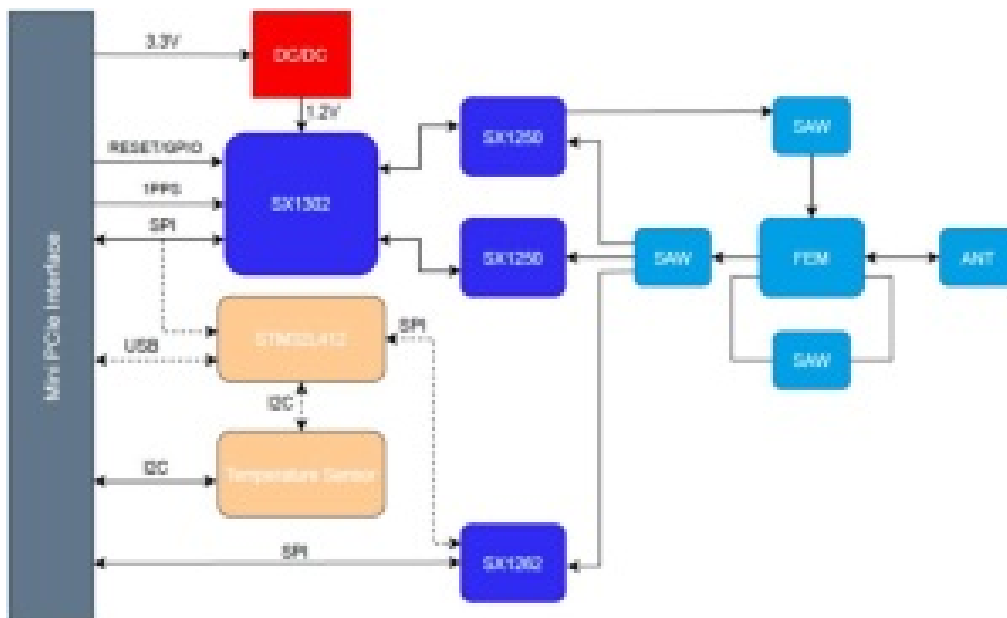 3.3V
DC/DC
1.2V
SX1250
SAW
RESET/GPIO
SX1302
1PPS
SPI
SX1250
SAW
FEM
ANT
Mini PCIe Interface
STM32L412
SPI
USB
SAW
I2C
I2C
Temperature Sensor
SPI
SX1262